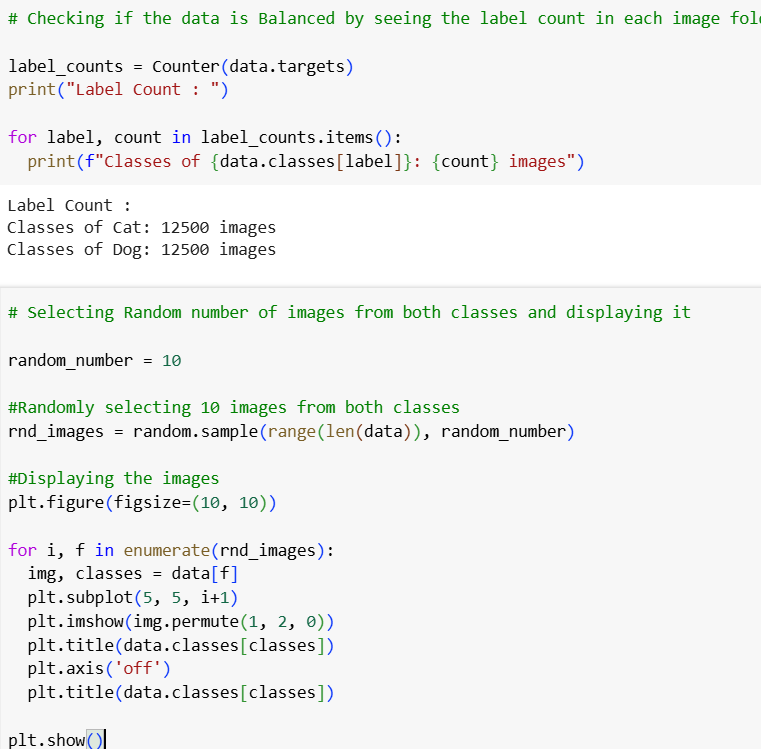 # Checking if the data is Balanced by seeing the label count in each image
label_counts = Counter(data.targets)
print("Label Count : ")
for label, count in label_counts.items():
  print(f"Classes of {data.classes[label]}: {count} images")
Label Count :
Classes of Cat: 12500 images
Classes of Dog: 12500 images
# Selecting Random number of images from both classes and displaying it
random_number = 10
#Randomly selecting 10 images from both classes
rnd_images = random.sample(range(len(data)), random_number)
#Displaying the images
plt.figure(figsize=(10, 10))
for i, f in enumerate(rnd_images):
  img, classes = data[f]
  plt.subplot(5, 5, i+1)
  plt.imshow(img.permute(1, 2, 0))
  plt.title(data.classes[classes])
  plt.axis('off')
  plt.title(data.classes[classes])
plt.show()